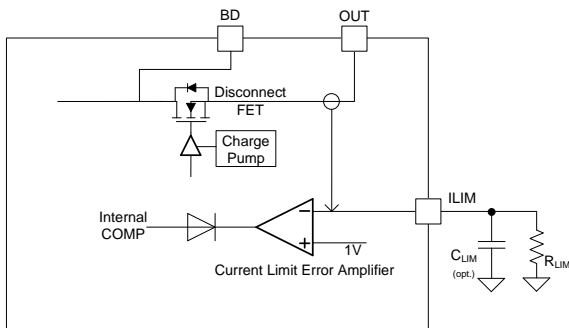 BD
OUT
Disconnect
FET
Charge
Pump
ILIM
Internal
COMP
−
+
1V
Current Limit Error Amplifier
CLIM
(opt.)
RLIM